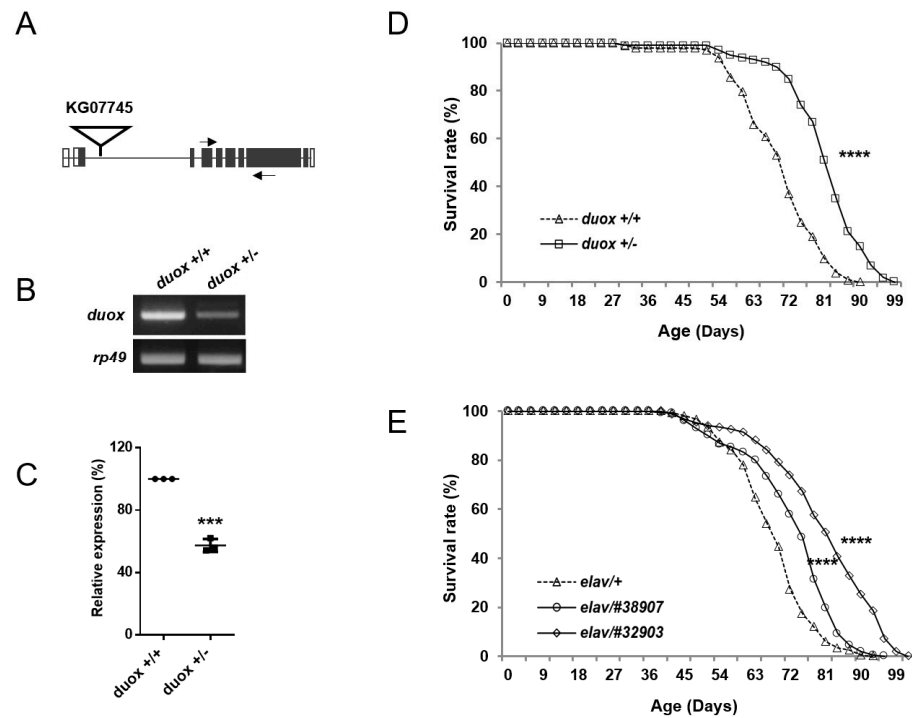 A
KG07745
B
duox +/+ duox +/-
duox
rp49
C
Relative expression (%)
120
80
40
0
***
duox +/+ duox +/-
D
Survival rate (%)
100
80
60
40
20
0
****
duox +/+
duox +/-
0 9 18 27 36 45 54 63 72 81 90 99
Age (Days)
E
Survival rate (%)
100
80
60
40
20
0
****
****
elav/+
elav/#38907
elav/#32903
0 9 18 27 36 45 54 63 72 81 90 99
Age (Days)